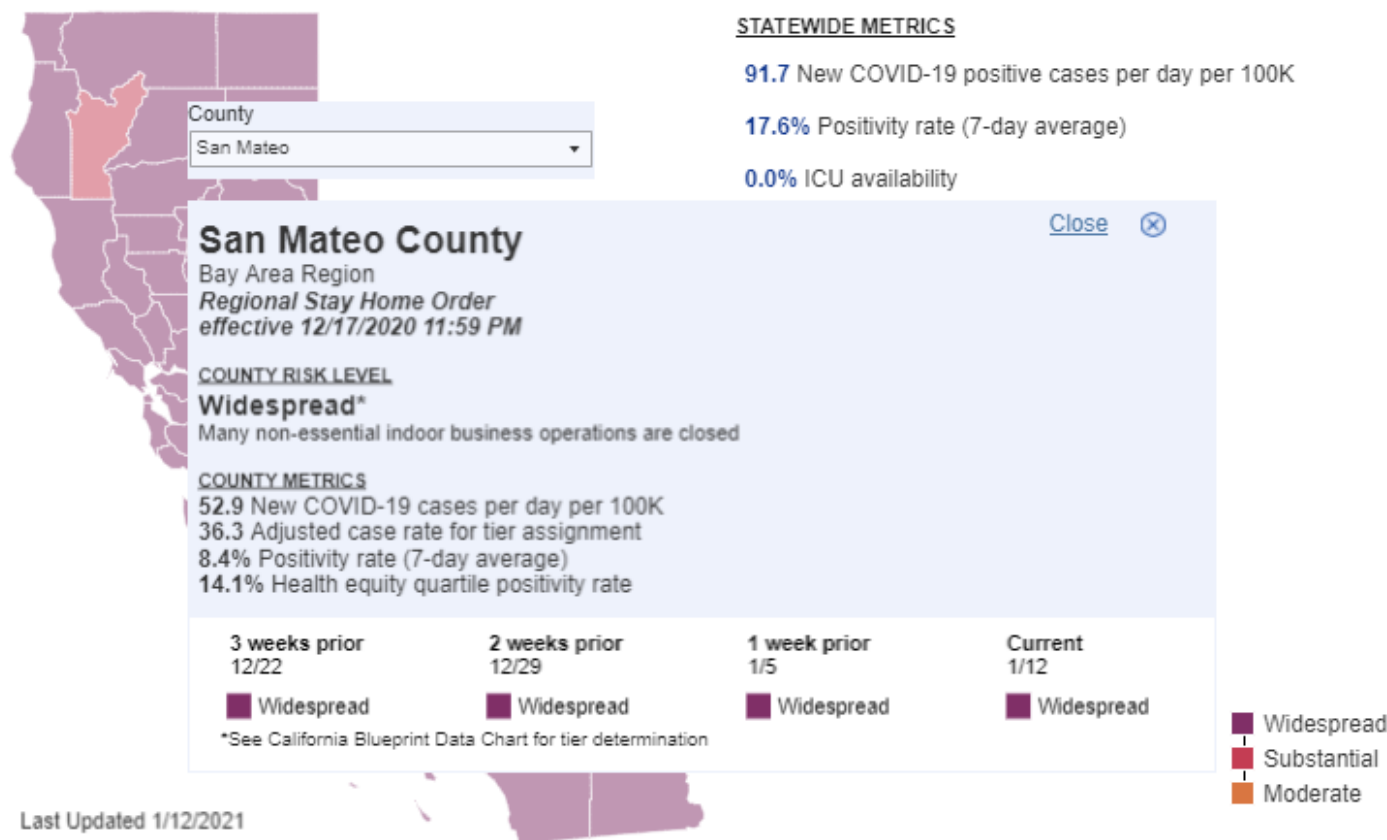 STATEWIDE METRICS
91.7 New COVID-19 positive cases per day per 100K
17.6% Positivity rate (7-day average)
0.0% ICU availability
County
San Mateo
Close
San Mateo County
Bay Area Region
Regional Stay Home Order
effective 12/17/2020 11:59 PM
COUNTY RISK LEVEL
Widespread*
Many non-essential indoor business operations are closed
COUNTY METRICS
52.9 New COVID-19 cases per day per 100K
36.3 Adjusted case rate for tier assignment
8.4% Positivity rate (7-day average)
14.1% Health equity quartile positivity rate
3 weeks prior 2 weeks prior 1 week prior Current
12/22 12/29 1/5 1/12
Widespread Widespread Widespread Widespread
*See California Blueprint Data Chart for tier determination
Widespread
Substantial
Moderate
Last Updated 1/12/2021